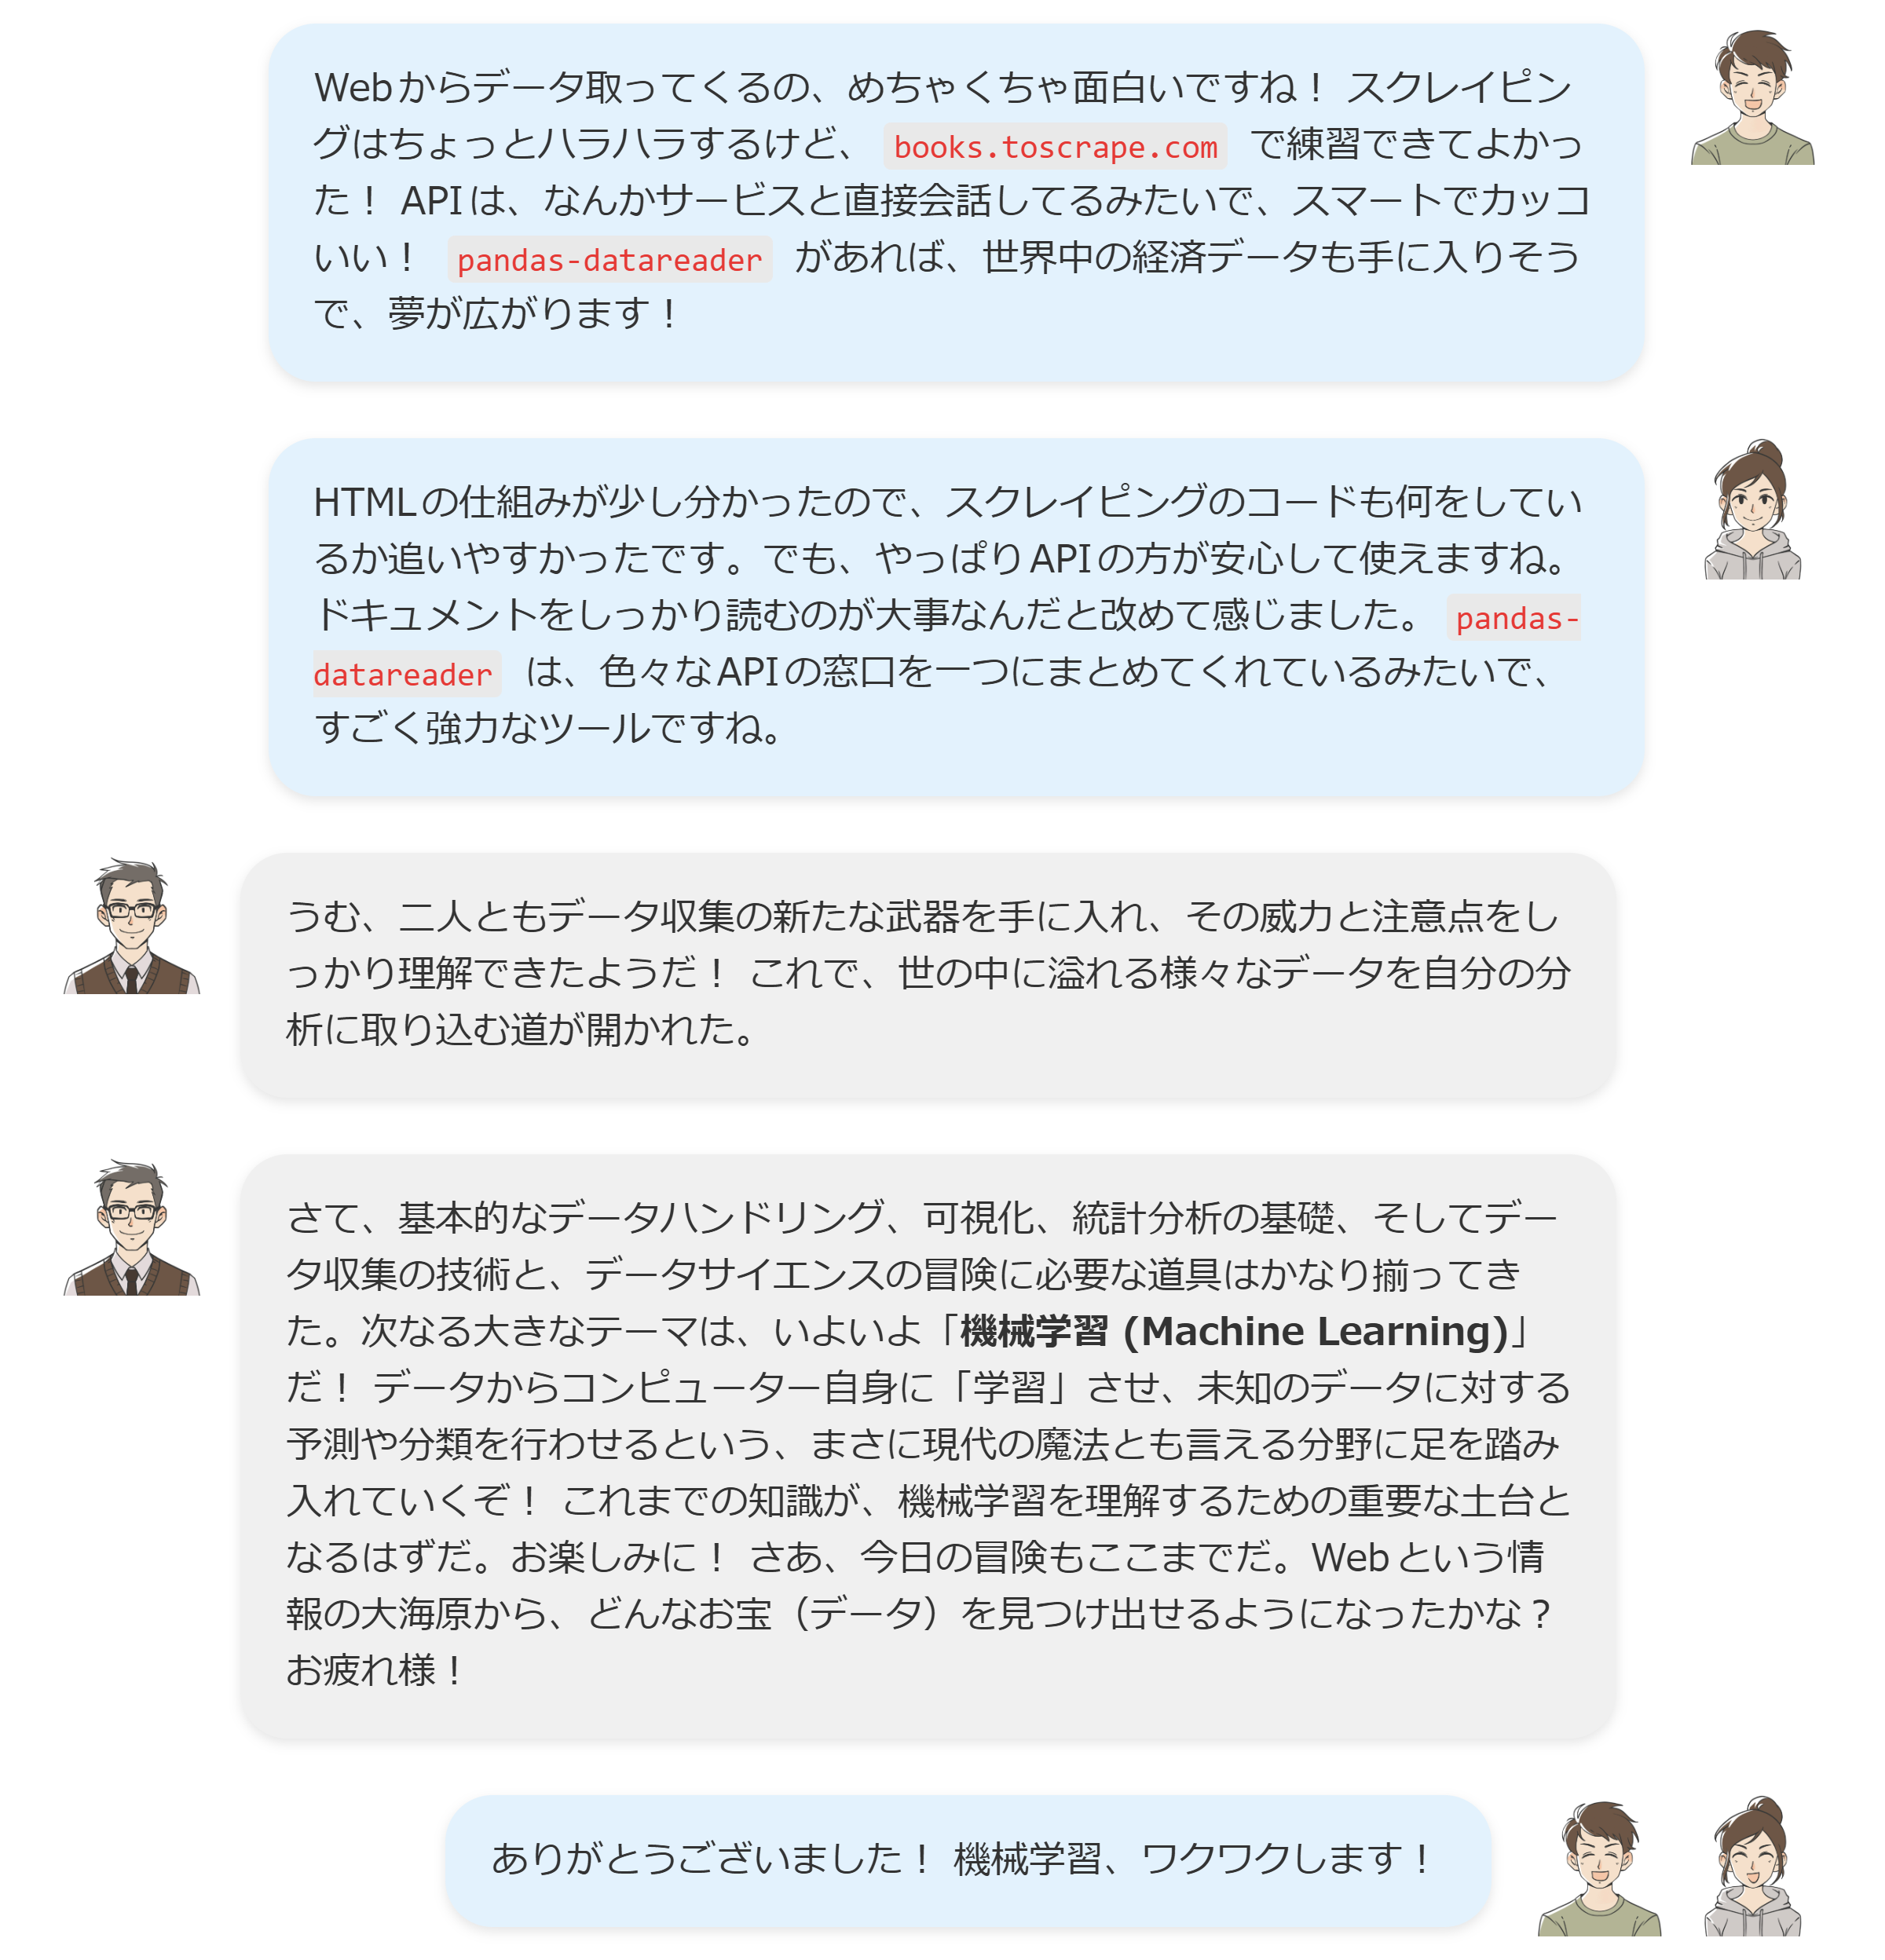 Webからデータ取ってくるの、めちゃくちゃ面白いですね！ スクレイピン
グはちょっとハラハラするけど、 books.toscrape.com で練習できてよかっ
た！ APIは、なんかサービスと直接会話してるみたいで、スマートでカッコ
いい！ pandas-datareader があれば、世界中の経済データも手に入りそう
で、夢が広がります！
HTMLの仕組みが少し分かったので、スクレイピングのコードも何をしてい
るか追いやすかったです。でも、やっぱりAPIの方が安心して使えますね。
ドキュメントをしっかり読むのが大事なんだと改めて感じました。 pandas-
datareader は、色々なAPIの窓口を一つにまとめてくれているみたいで、
すごく強力なツールですね。
うむ、二人ともデータ収集の新たな武器を手に入れ、その威力と注意点をし
っかり理解できたようだ！ これで、世の中に溢れる様々なデータを自分の分
析に取り込む道が開かれた。
さて、基本的なデータハンドリング、可視化、統計分析の基礎、そしてデー
タ収集の技術と、データサイエンスの冒険に必要な道具はかなり揃ってき
た。次なる大きなテーマは、いよいよ「機械学習 (Machine Learning)」
だ！ データからコンピューター自身に「学習」させ、未知のデータに対する
予測や分類を行わせるという、まさに現代の魔法とも言える分野に足を踏み
入れていくぞ！ これまでの知識が、機械学習を理解するための重要な土台と
なるはずだ。お楽しみに！ さあ、今日の冒険もここまでだ。Webという情
報の大海原から、どんなお宝（データ）を見つけ出せるようになったかな？
お疲れ様！
ありがとうございました！ 機械学習、ワクワクします！